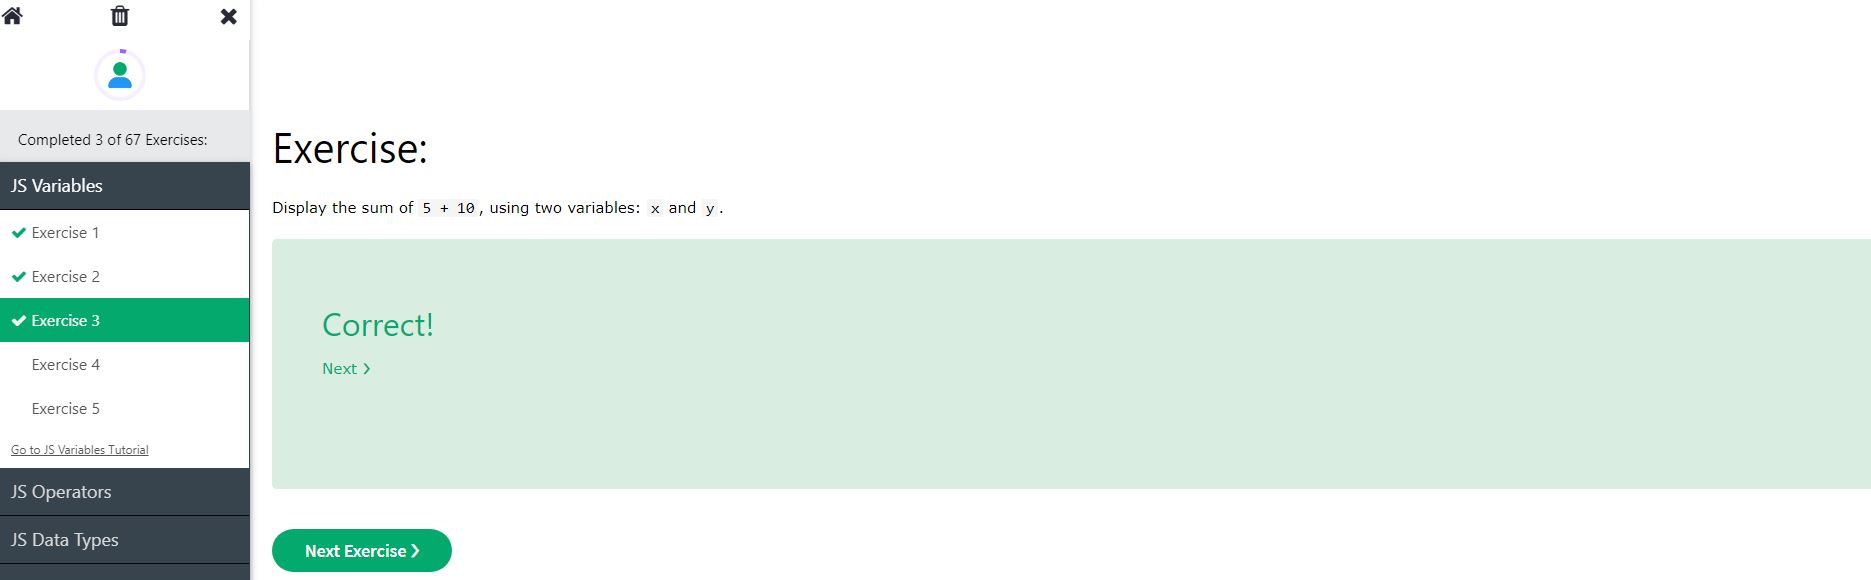 Completed 3 of 67 Exercises:
JS Variables
Exercise 1
Exercise 2
Exercise 3
Exercise 4
Exercise 5
Go to JS Variables Tutorial
JS Operators
JS Data Types
Exercise:
Display the sum of 5 + 10, using two variables: x and y.
Correct!
Next ❯
Next Exercise ❯